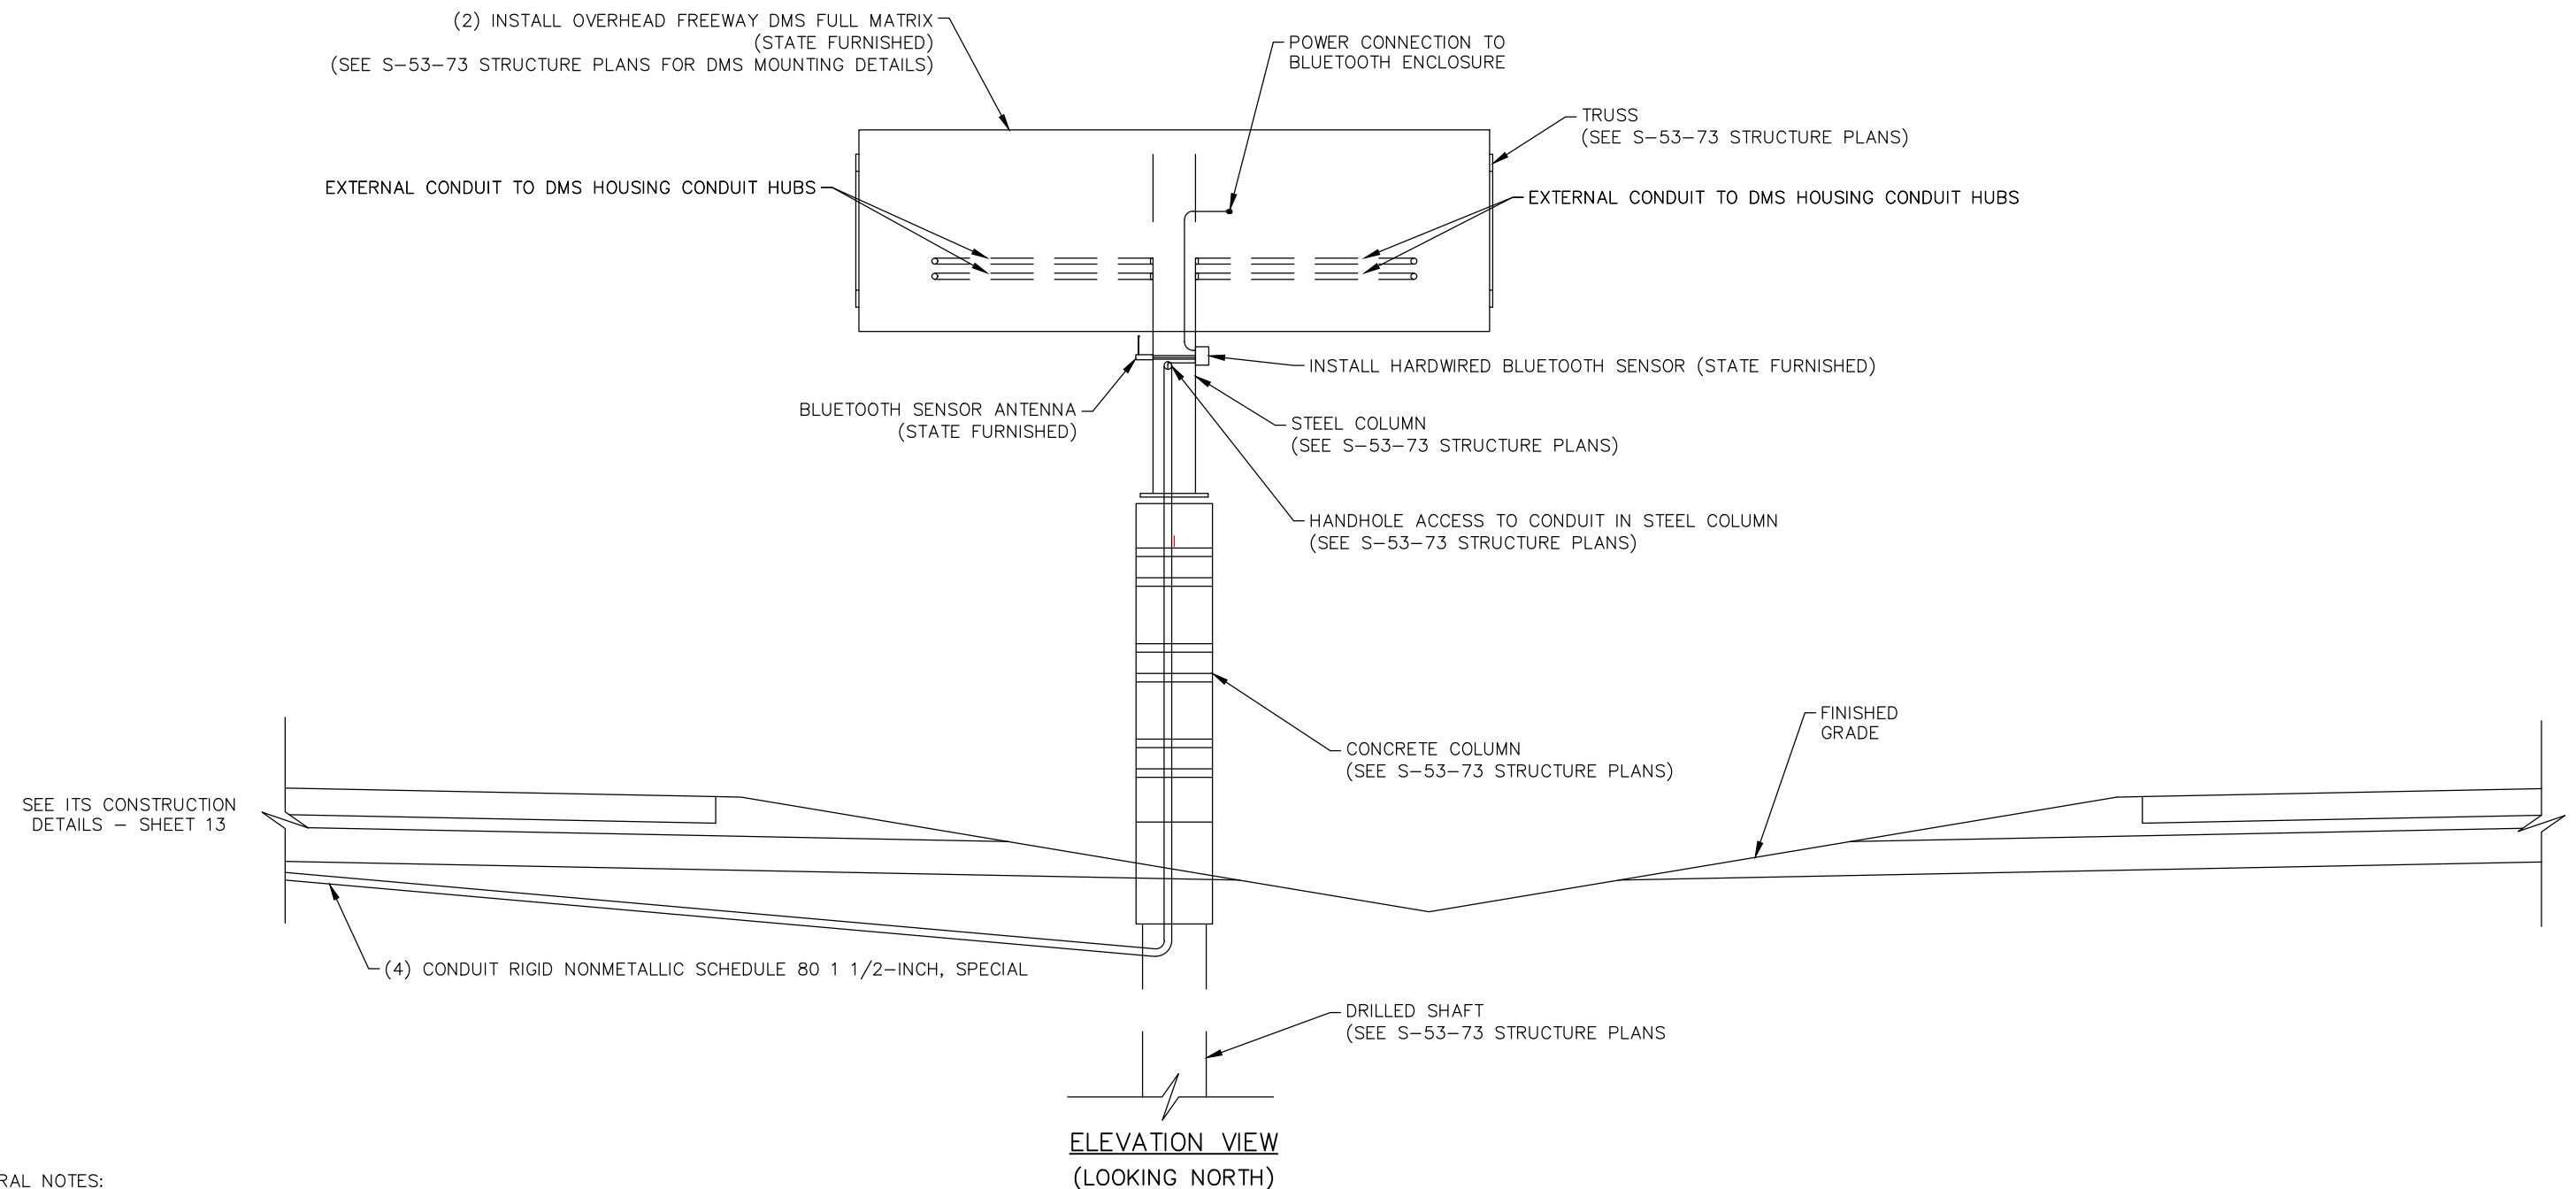 (2) INSTALL OVERHEAD FREEWAY DMS FULL MATRIX
(STATE FURNISHED)
(SEE S-53-73 STRUCTURE PLANS FOR DMS MOUNTING DETAILS)
POWER CONNECTION TO
BLUETOOTH ENCLOSURE
TRUSS
(SEE S-53-73 STRUCTURE PLANS)
EXTERNAL CONDUIT TO DMS HOUSING CONDUIT HUBS
EXTERNAL CONDUIT TO DMS HOUSING CONDUIT HUBS
INSTALL HARDWIRED BLUETOOTH SENSOR (STATE FURNISHED)
BLUETOOTH SENSOR ANTENNA
(STATE FURNISHED)
STEEL COLUMN
(SEE S-53-73 STRUCTURE PLANS)
HANDHOLE ACCESS TO CONDUIT IN STEEL COLUMN
(SEE S-53-73 STRUCTURE PLANS)
FINISHED
GRADE
CONCRETE COLUMN
(SEE S-53-73 STRUCTURE PLANS)
SEE ITS CONSTRUCTION
DETAILS - SHEET 13
(4) CONDUIT RIGID NONMETALLIC SCHEDULE 80 1 1/2-INCH, SPECIAL
DRILLED SHAFT
(SEE S-53-73 STRUCTURE PLANS
ELEVATION VIEW
(LOOKING NORTH)
RAL NOTES: